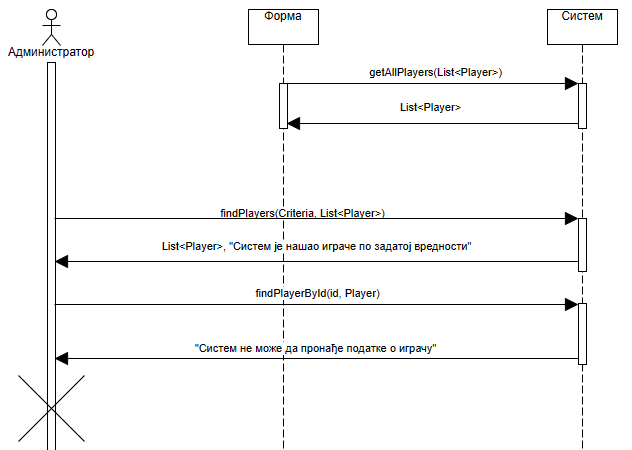 Форма
Систем
Администратор
getAllPlayers(List<Player>)
List<Player>
findPlayers(Criteria, List<Player>)
List<Player>, "Систем је нашао играче по задатој вредности"
findPlayerById(id, Player)
"Систем не може да пронађе податке о играчу"